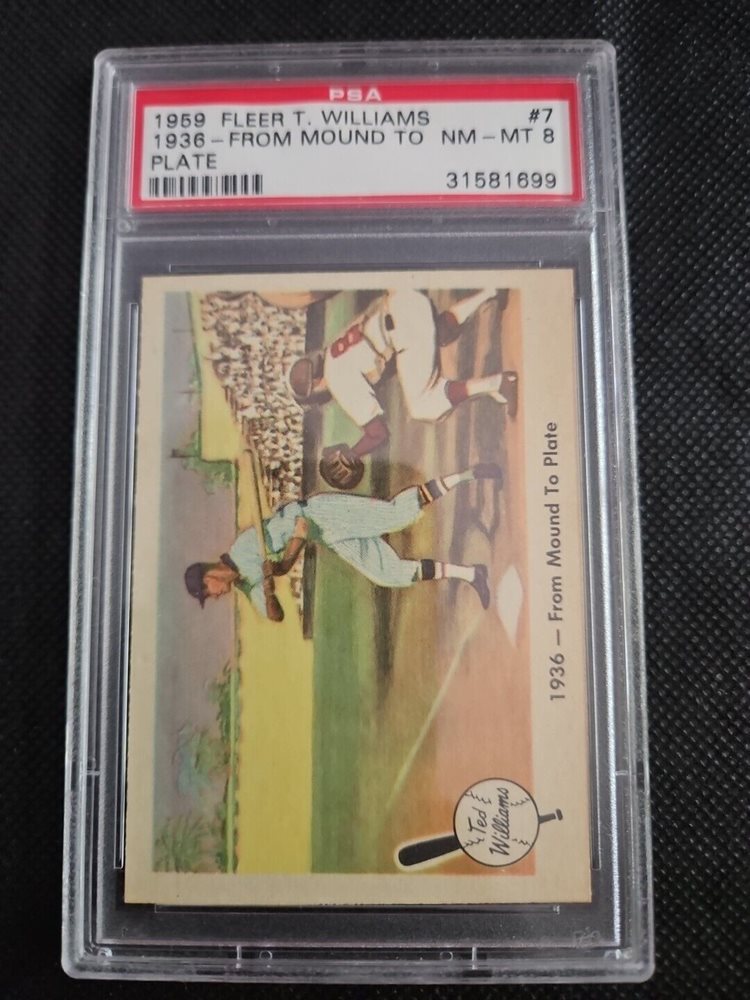 PSA
1959 FLEER T. WILLIAMS #7
1936-FROM MOUND TO NM-MT 8
PLATE
31581699
8
1936 — From Mound To Plate
Ted
Williams